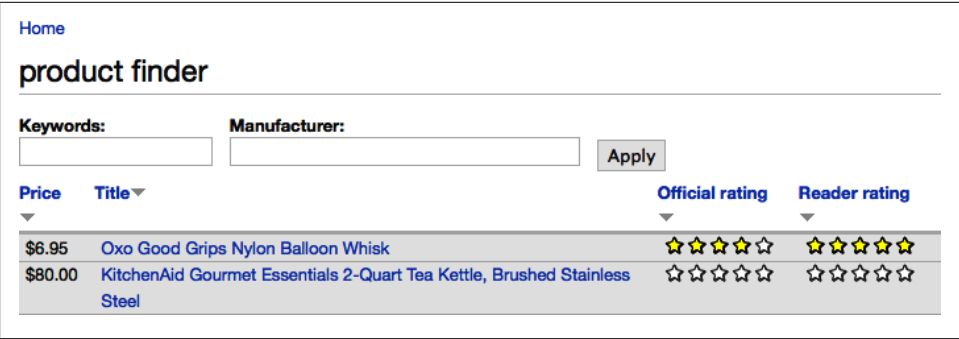 Home
product finder
Keywords: Manufacturer:
Apply
Price Title Official rating Reader rating
$6.95 Oxo Good Grips Nylon Balloon Whisk
$80.00 KitchenAid Gourmet Essentials 2-Quart Tea Kettle, Brushed Stainless
Steel